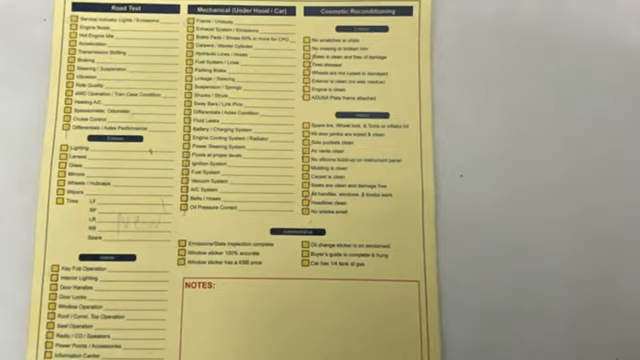 Road Test
Service Indicator Lights / Emissions
Engine Noise
Hot Engine Idle
Acceleration
Transmission Shifting
Braking
Steering / Suspension
Vibration
Ride Quality
4WD Operation / Train Case Condition
Heating A/C
Speedometer, Odometer
Cruise Control
Differentials / Axles Performance
Exterior
Lighting
Lenses
Glass
Mirrors
Wheels / Hubcaps
Wipers
Tires LF
RF
LR
RR
Spare
New
Interior
Key Fob Operation
Interior Lighting
Door Handles
Door Locks
Window Operation
Roof / Conv. Top Operation
Seat Operation
Radio / CD / Speakers
Power Points / Accessories
Information Center
Mechanical (Under Hood / Car)
Frame / Unibody
Exhaust System / Emissions
Brake Pads / Shoes 50% or more for CPO
Calipers / Master Cylinder
Hydraulic Lines / Hoses
Fuel System / Lines
Parking Brake
Linkage / Steering
Suspension / Springs
Shocks / Struts
Sway Bars / Link Pins
Differentials / Axles Condition
Fluid Leaks
Battery / Charging System
Engine Cooling System / Radiator
Power Steering System
Fluids at proper levels
Ignition System
Fuel System
Vacuum System
A/C System
Belts / Hoses
Oil Pressure Correct
Cosmetic Reconditioning
No scratches or chips
No missing or broken trim
Glass is clean and free of damage
Tires dressed
Wheels are not rusted or damaged
Exterior is clean (no wax residue)
Engine is clean
ADUSA Plate frame attached
Interior
Spare tire, Wheel lock, & Tools or inflator kit
All door jambs are wiped & clean
Side pockets clean
Air vents clean
No silicone build-up on instrument panel
Molding is clean
Carpet is clean
Seats are clean and damage free
All handles, windows, & knobs work
Headliner clean
No smoke smell
Administrative
Emissions/State inspection complete
Window sticker 100% accurate
Window sticker has a KBB price
Oil change sticker is on windshield
Buyer's guide is complete & hung
Car has 1/4 tank of gas
NOTES: